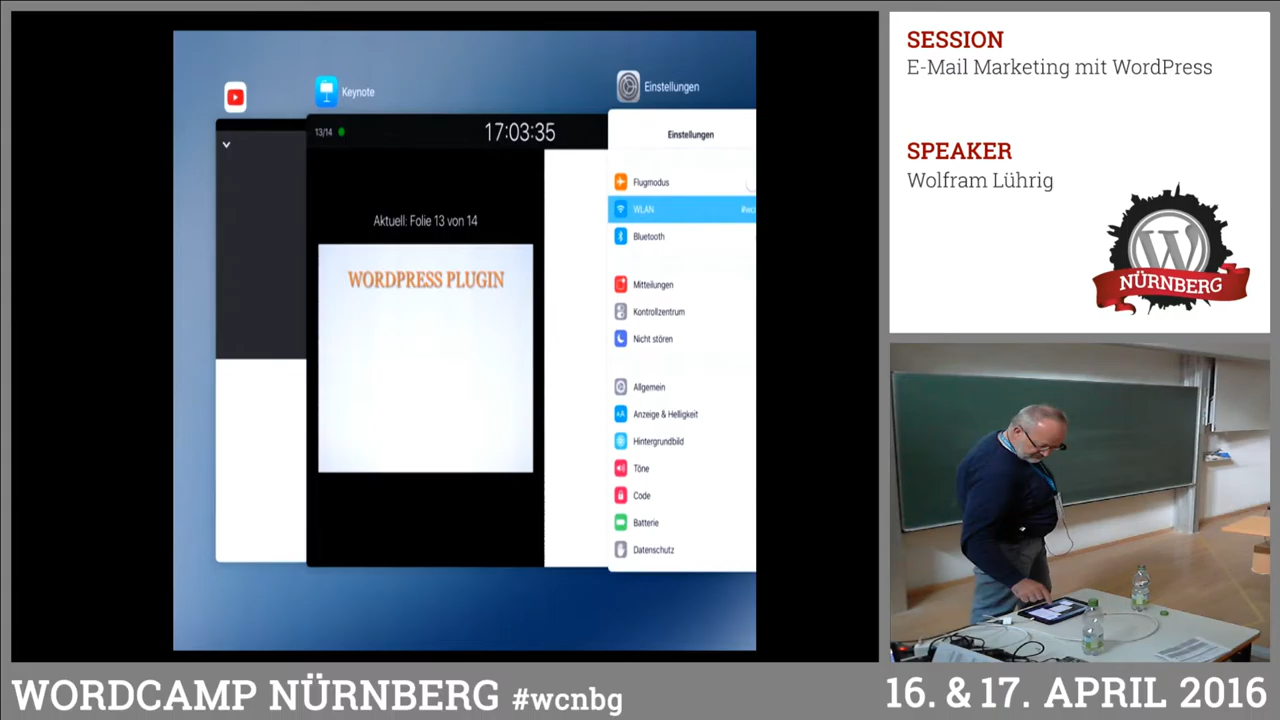 Keynote
Einstellungen
13/14
17:03:35
Aktuell: Folie 13 von 14
WORDPRESS PLUGIN
Einstellungen
Flugmodus
WLAN
#wc
Bluetooth
Mitteilungen
Kontrollzentrum
Nicht stören
Allgemein
AA
Anzeige & Helligkeit
Hintergrundbild
Töne
Code
Batterie
Datenschutz
SESSION
E-Mail Marketing mit WordPress
SPEAKER
Wolfram Lührig
W
NÜRNBERG
WORDCAMP NÜRNBERG #wcnbg
16. & 17. APRIL 2016